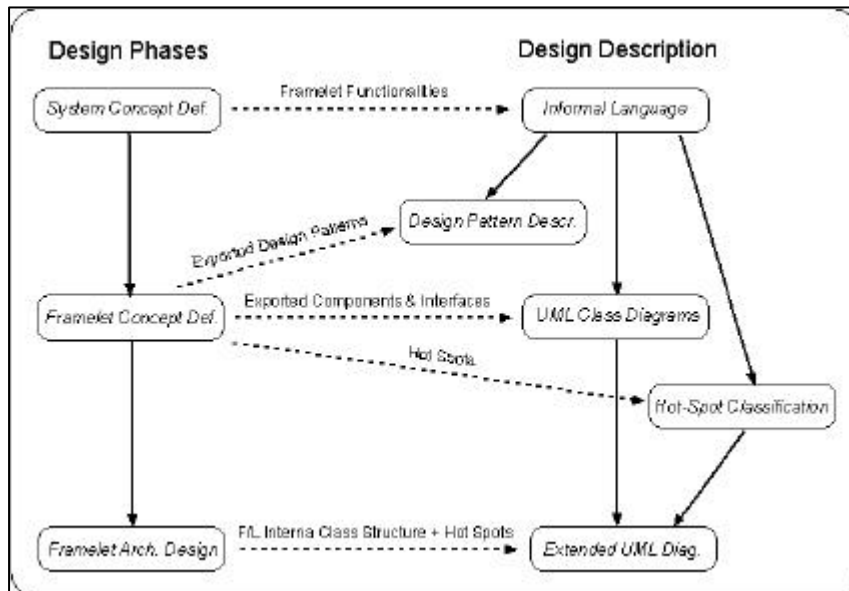 Design Phases
Design Description
System Concept Def.
Framelet Functionalities
Informal Language
Design Pattern Descr.
Exported Design Patterns
Framelet Concept Def.
Exported Components & Interfaces
UML Class Diagrams
Hot Spots
Hot-Spot Classification
Framelet Arch. Design
F/L Interna Class Structure + Hot Spots
Extended UML Diag.